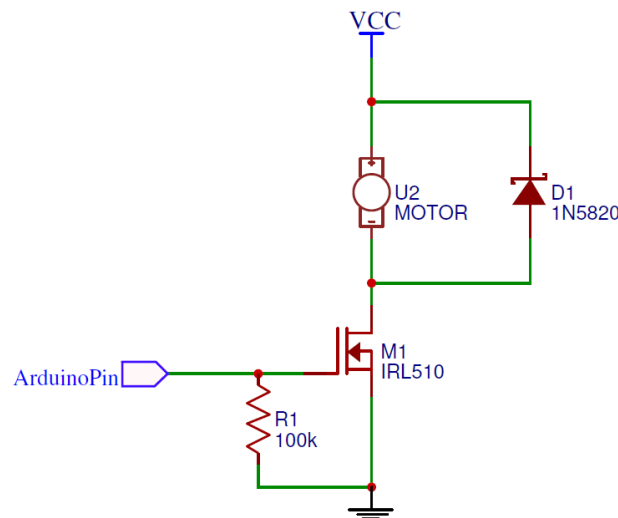 VCC
U2
MOTOR
D1
1N5820
M1
IRL510
ArduinoPin
R1
100k